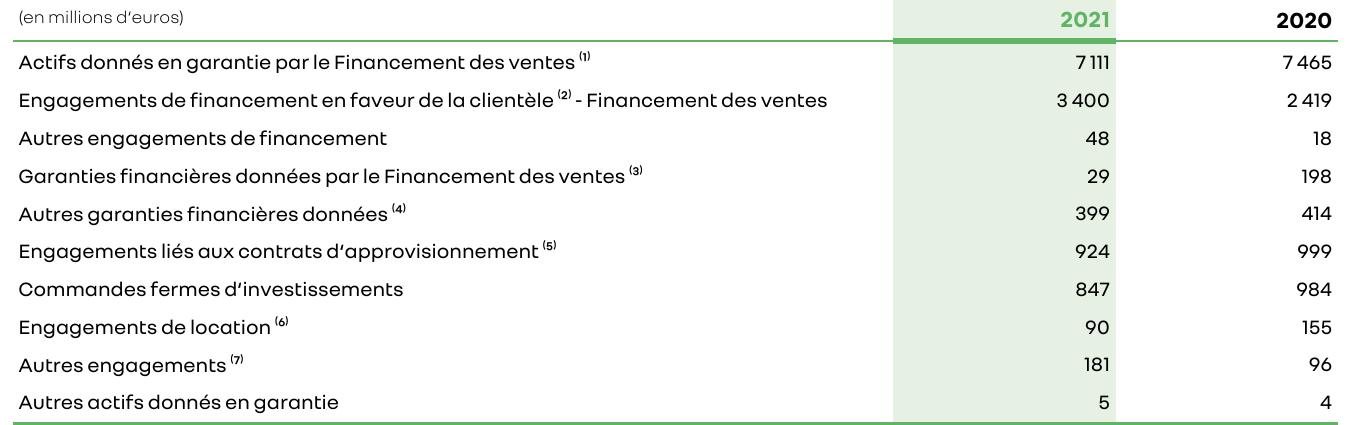 (en millions d'euros) 2021 2020
Actifs donnés en garantie par le Financement des ventes (1) 7 111 7 465
Engagements de financement en faveur de la clientèle (2) - Financement des ventes 3 400 2 419
Autres engagements de financement 48 18
Garanties financières données par le Financement des ventes (3) 29 198
Autres garanties financières données (4) 399 414
Engagements liés aux contrats d'approvisionnement (5) 924 999
Commandes fermes d'investissements 847 984
Engagements de location (6) 90 155
Autres engagements (7) 181 96
Autres actifs donnés en garantie 5 4